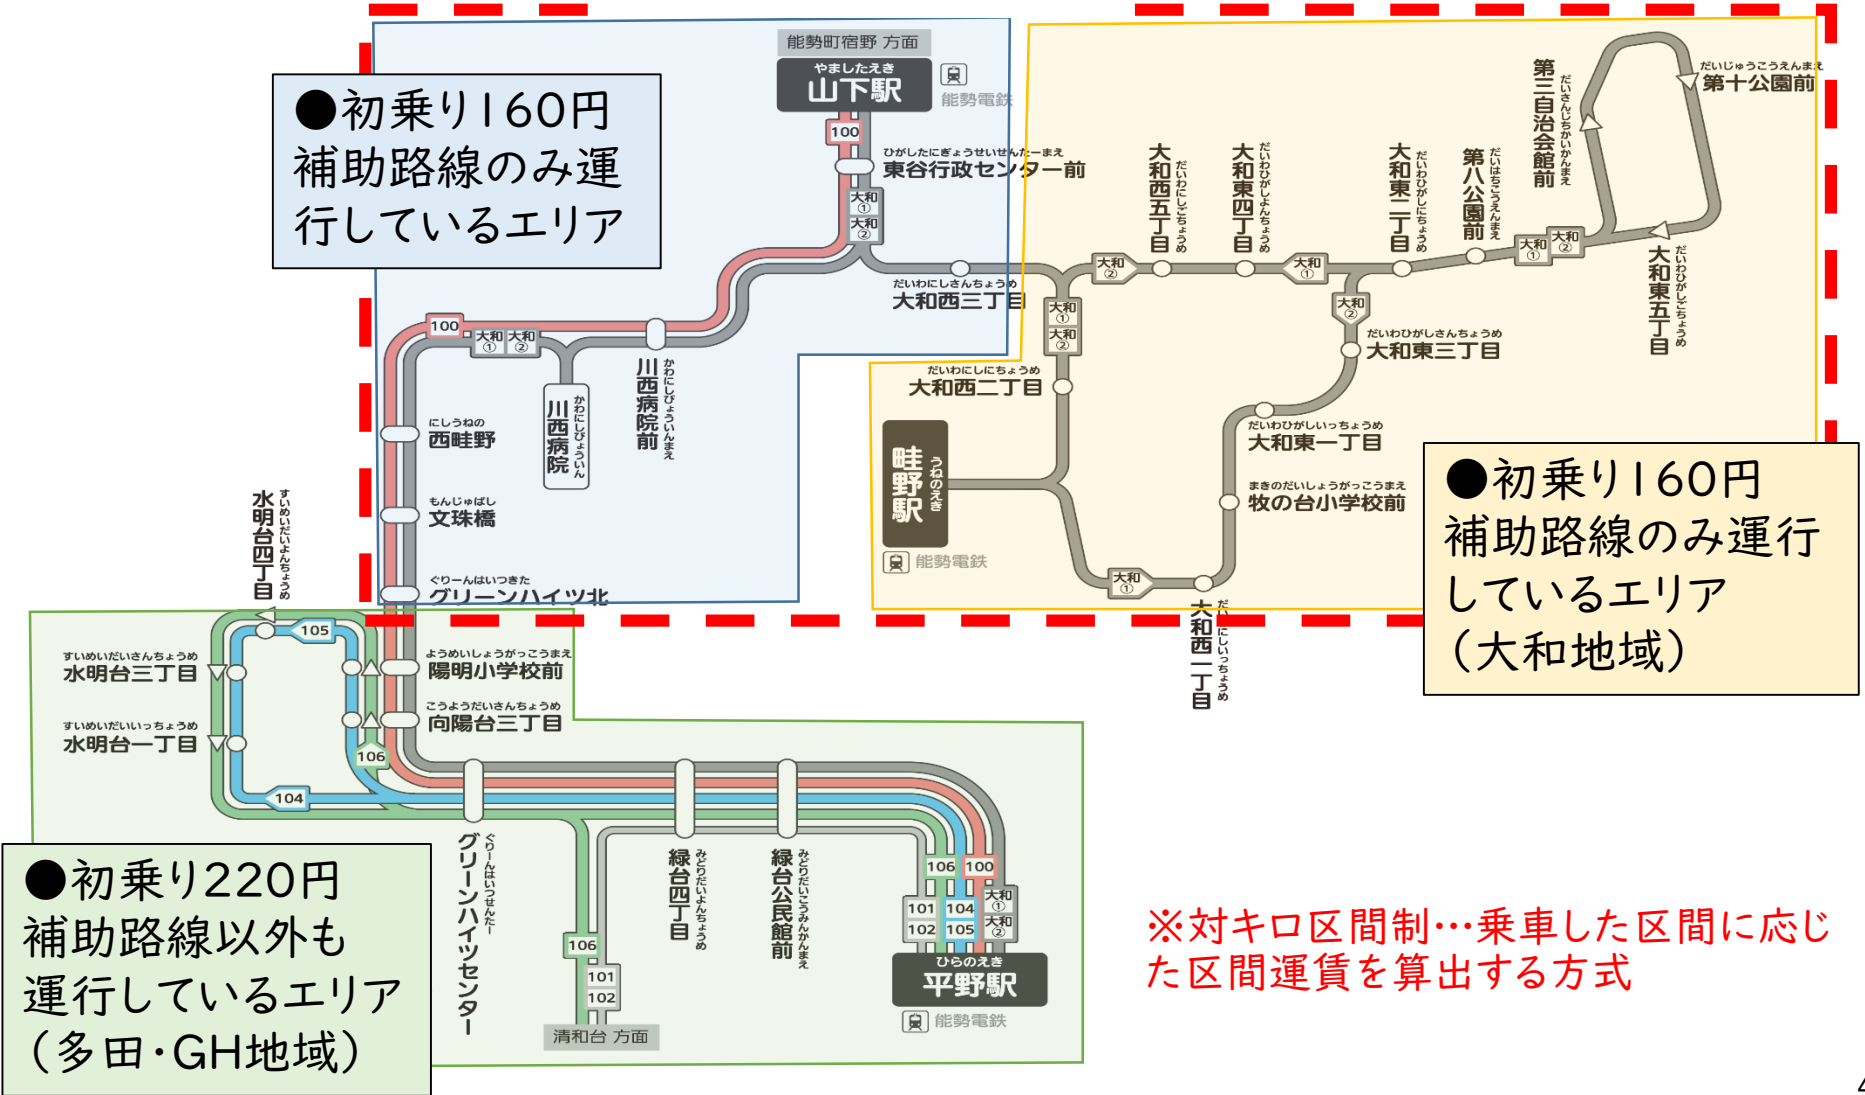 能勢町宿野 方面
やましたえき
山下駅
能勢電鉄
●初乗り160円
補助路線のみ運
行しているエリア
100
ひがしたにぎょうせいせんたーまえ
東谷行政センター前
大和①
大和②
だいわにしさんちょうめ
大和西三丁目
100
大和①
大和②
かわにしびょういんまえ
川西病院前
かわにしびょういん
川西病院
にしうねの
西畦野
もんじゅばし
文珠橋
ぐりーんはいつきた
グリーンハイツ北
だいわにしごちょうめ
大和西五丁目
だいわひがしよんちょうめ
大和東四丁目
だいわひがしにちょうめ
大和東二丁目
だいはちこうえんまえ
第八公園前
だいさんじちかいかんまえ
第三自治会館前
だいじゅうこうえんまえ
第十公園前
だいわひがしごちょうめ
大和東五丁目
大和②
大和①
大和①
大和②
大和①
大和②
大和②
だいわひがしさんちょうめ
大和東三丁目
だいわにしにちょうめ
大和西二丁目
だいわひがしいっちょうめ
大和東一丁目
うねのえき
畦野駅
能勢電鉄
まきのだいしょうがっこうまえ
牧の台小学校前
大和①
だいわにしいっちょうめ
大和西一丁目
●初乗り160円
補助路線のみ運行
しているエリア
（大和地域）
すいめいだいよんちょうめ
水明台四丁目
105
すいめいだいさんちょうめ
水明台三丁目
ようめいしょうがっこうまえ
陽明小学校前
すいめいだいいっちょうめ
水明台一丁目
こうようだいさんちょうめ
向陽台三丁目
106
104
ぐりーんはいつせんたー
グリーンハイツセンター
みどりだいよんちょうめ
緑台四丁目
みどりだいこうみんかんまえ
緑台公民館前
106
100
101
102
104
105
大和①
大和②
ひらのえき
平野駅
能勢電鉄
106
101
102
清和台 方面
●初乗り220円
補助路線以外も
運行しているエリア
（多田・GH地域）
※対キロ区間制…乗車した区間に応じ
た区間運賃を算出する方式